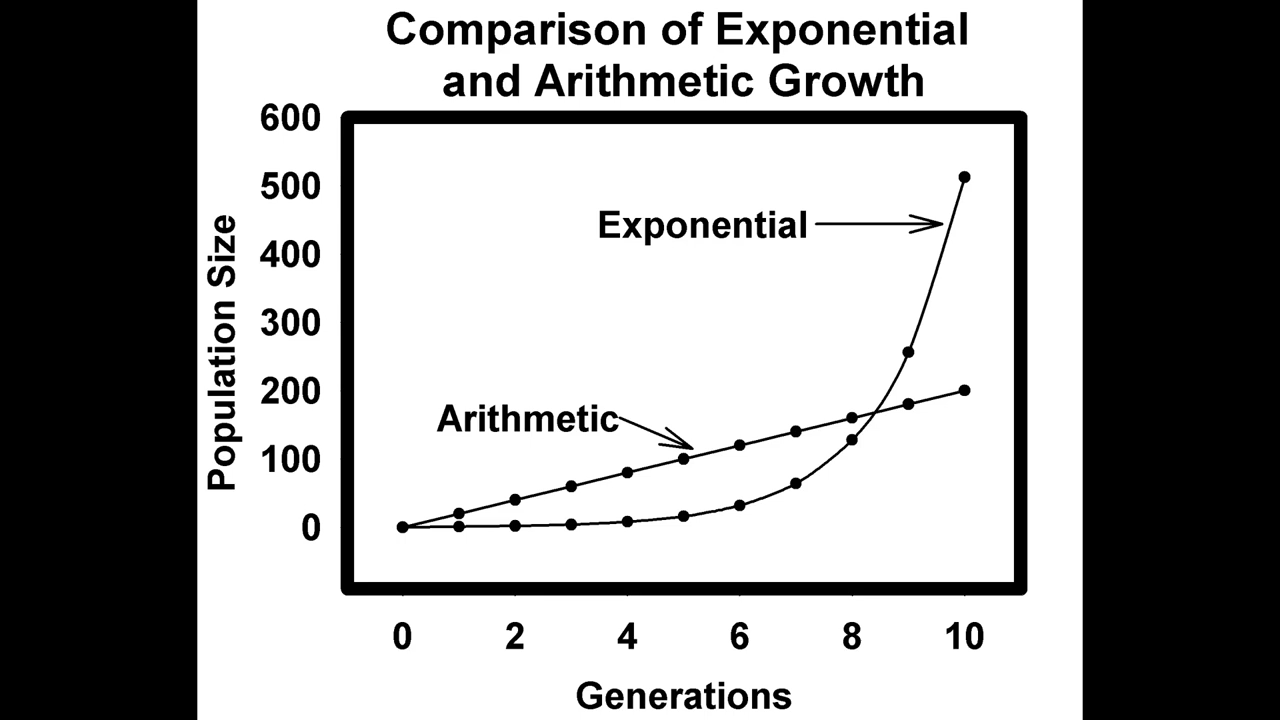 Comparison of Exponential
and Arithmetic Growth
600
500
400
300
200
100
0
Population Size
Exponential
Arithmetic
0 2 4 6 8 10
Generations